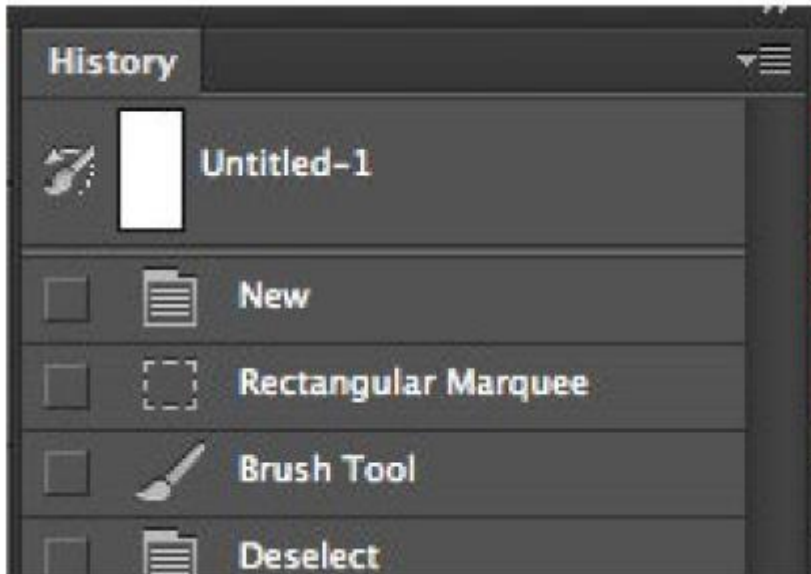 History
Untitled-1
New
Rectangular Marquee
Brush Tool
Deselect